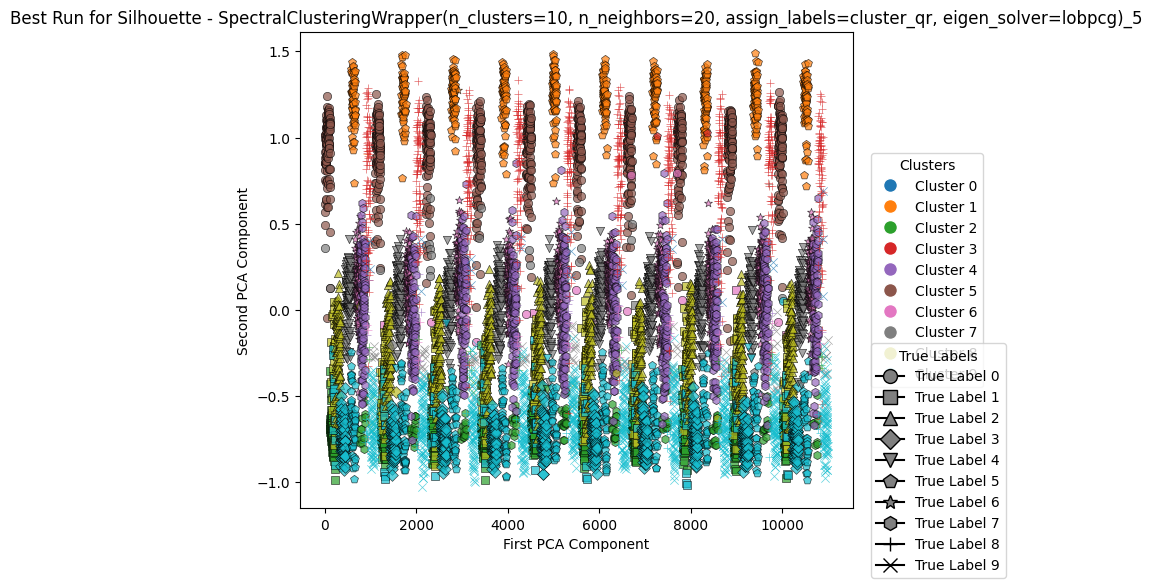 Best Run for Silhouette - SpectralClusteringWrapper(n_clusters=10, n_neighbors=20, assign_labels=cluster_qr, eigen_solver=lobpcg)_5
1.5
1.0
0.5
0.0
−0.5
−1.0
Second PCA Component
0
2000
4000
6000
8000
10000
First PCA Component
Clusters
Cluster 0
Cluster 1
Cluster 2
Cluster 3
Cluster 4
Cluster 5
Cluster 6
Cluster 7
True Labels
True Label 0
True Label 1
True Label 2
True Label 3
True Label 4
True Label 5
True Label 6
True Label 7
True Label 8
True Label 9